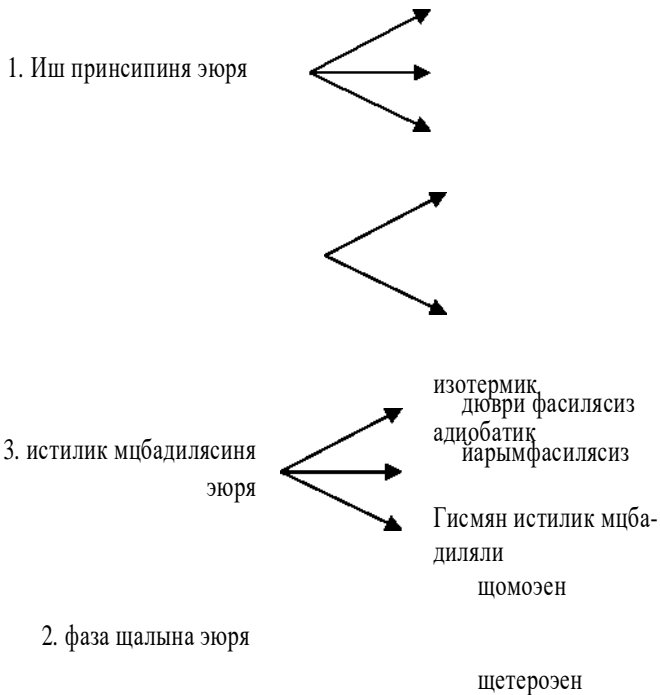 1. Иш принсипиня эюря
изотермик
дюври фасилясиз
адиобатик
йарымфасилясиз
3. истилик мцбадилясиня
эюря
Гисмян истилик мцба-
диляли
щомоэен
2. фаза щалына эюря
щетероэен